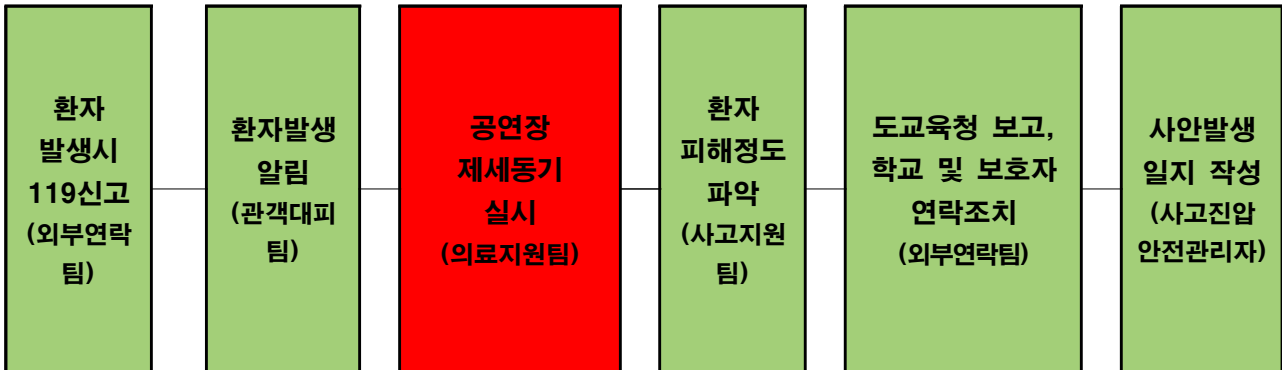 환자
발생시
119신고
(외부연락
팀)
환자발생
알림
(관객대피
팀)
공연장
제세동기
실시
(의료지원팀)
환자
피해정도
파악
(사고지원
팀)
도교육청 보고,
학교 및 보호자
연락조치
(외부연락팀)
사안발생
일지 작성
(사고진압
안전관리자)